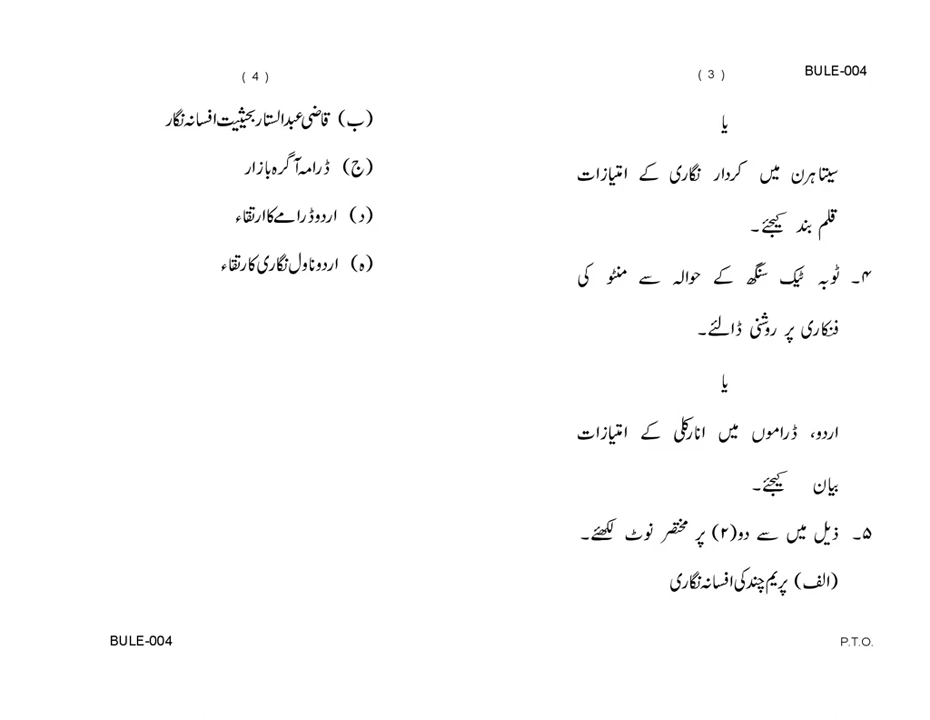 BULE-004
( 3 )
یا
سیتا ہرن میں کردار نگاری کے امتیازات
قلم بند کیجئے۔
۴۔ ٹوبہ ٹیک سنگھ کے حوالہ سے منٹو کی
فنکاری پر روشنی ڈالئے۔
یا
اردو، ڈراموں میں انارکلی کے امتیازات
بیان کیجئے۔
۵۔ ذیل میں سے دو(۲) پر مختصر نوٹ لکھئے۔
(الف) پریم چند کی افسانہ نگاری
P.T.O.
( 4 )
(ب) قاضی عبدالستار بحیثیت افسانہ نگار
(ج) ڈرامہ آگرہ بازار
(د) اردو ڈرامے کا ارتقاء
(ہ) اردو ناول نگاری کا رتقاء
BULE-004